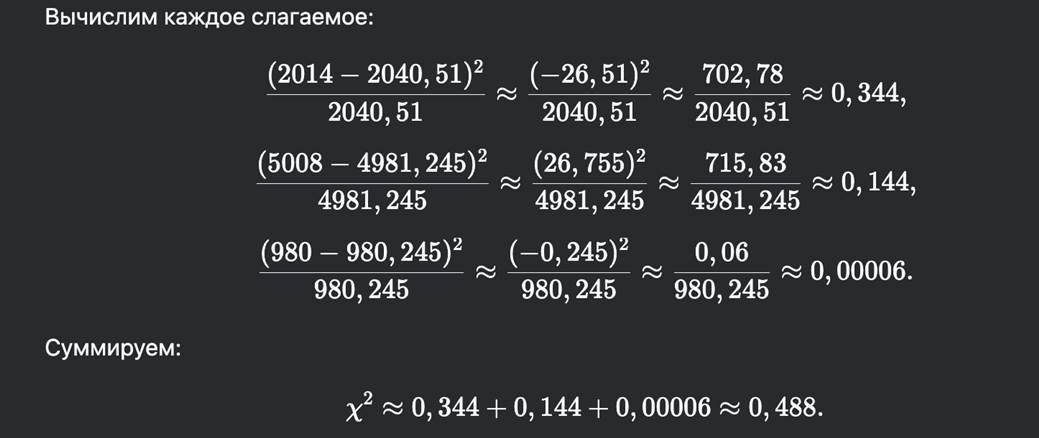 Вычислим каждое слагаемое:
(2014 − 2040, 51)² / 2040, 51 ≈ (−26, 51)² / 2040, 51 ≈ 702, 78 / 2040, 51 ≈ 0, 344,
(5008 − 4981, 245)² / 4981, 245 ≈ (26, 755)² / 4981, 245 ≈ 715, 83 / 4981, 245 ≈ 0, 144,
(980 − 980, 245)² / 980, 245 ≈ (−0, 245)² / 980, 245 ≈ 0, 06 / 980, 245 ≈ 0, 00006.
Суммируем:
χ² ≈ 0, 344 + 0, 144 + 0, 00006 ≈ 0, 488.